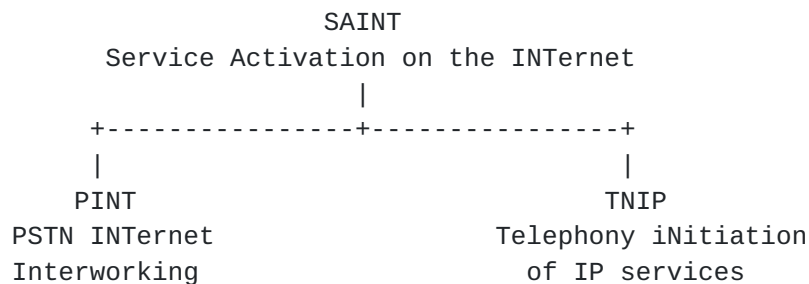 SAINT
Service Activation on the INTernet
|
+----------------+----------------+
| |
PINT TNIP
PSTN INTernet Telephony iNitiation
Interworking of IP services